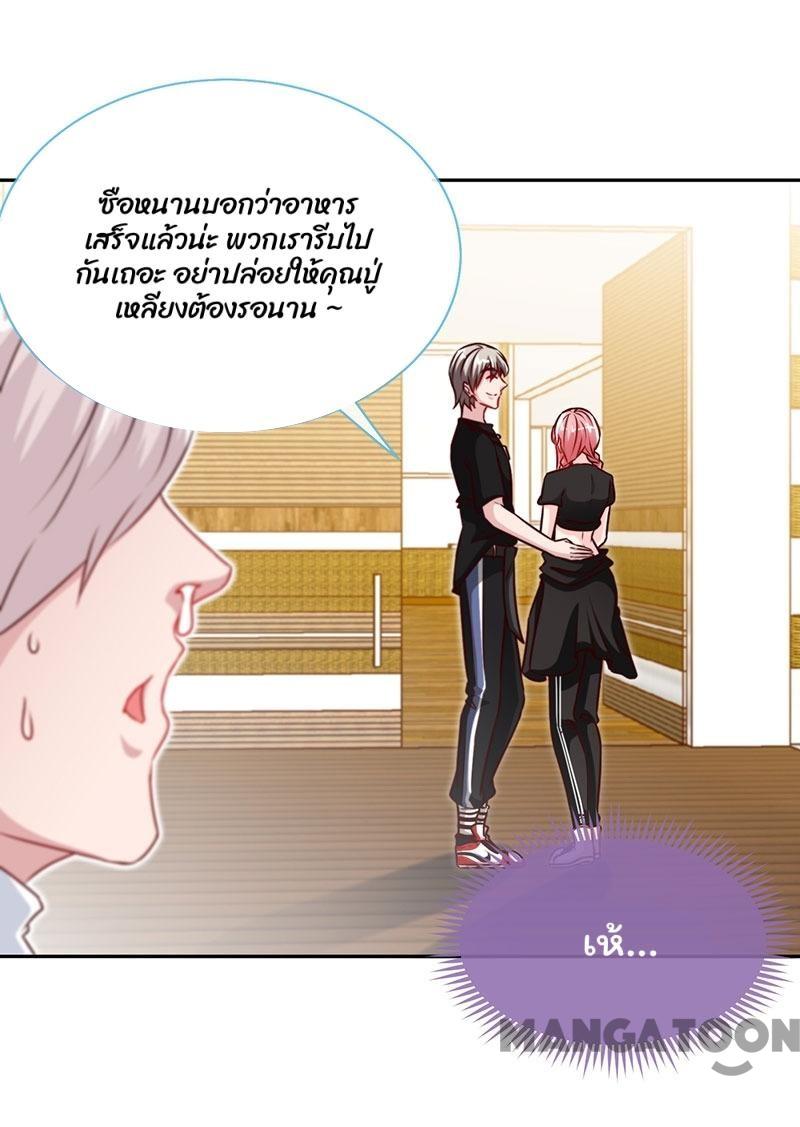 ซือหนานบอกว่าอาหาร
เสร็จแล้วน่ะ พวกเรารีบไป
กันเถอะ อย่าปล่อยให้คุณปู่
เหลียงต้องรอนาน ~
เห้...
MANGATOON